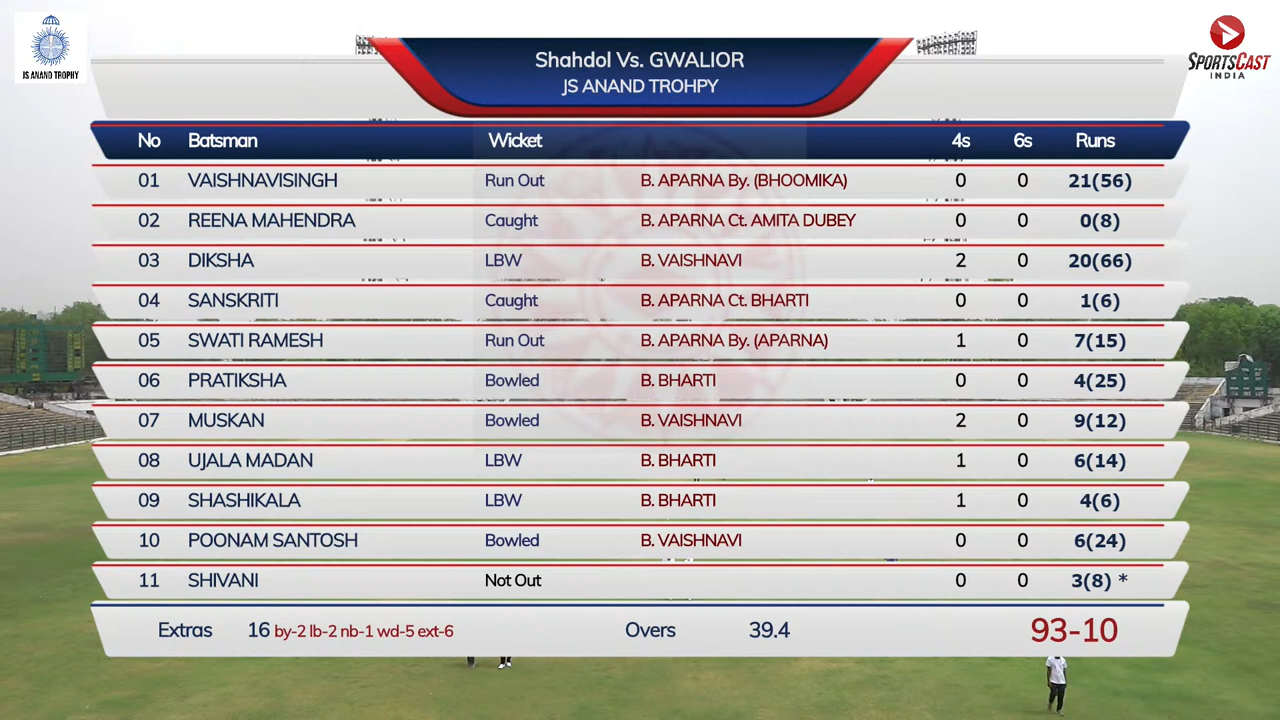 JS ANAND TROPHY
SPORTSCAST
INDIA
Shahdol Vs. GWALIOR
JS ANAND TROHPY
No Batsman Wicket 4s 6s Runs
01 VAISHNAVISINGH Run Out B. APARNA By. (BHOOMIKA) 0 0 21(56)
02 REENA MAHENDRA Caught B. APARNA Ct. AMITA DUBEY 0 0 0(8)
03 DIKSHA LBW B. VAISHNAVI 2 0 20(66)
04 SANSKRITI Caught B. APARNA Ct. BHARTI 0 0 1(6)
05 SWATI RAMESH Run Out B. APARNA By. (APARNA) 1 0 7(15)
06 PRATIKSHA Bowled B. BHARTI 0 0 4(25)
07 MUSKAN Bowled B. VAISHNAVI 2 0 9(12)
08 UJALA MADAN LBW B. BHARTI 1 0 6(14)
09 SHASHIKALA LBW B. BHARTI 1 0 4(6)
10 POONAM SANTOSH Bowled B. VAISHNAVI 0 0 6(24)
11 SHIVANI Not Out 0 0 3(8) *
Extras 16 by-2 lb-2 nb-1 wd-5 ext-6 Overs 39.4 93-10